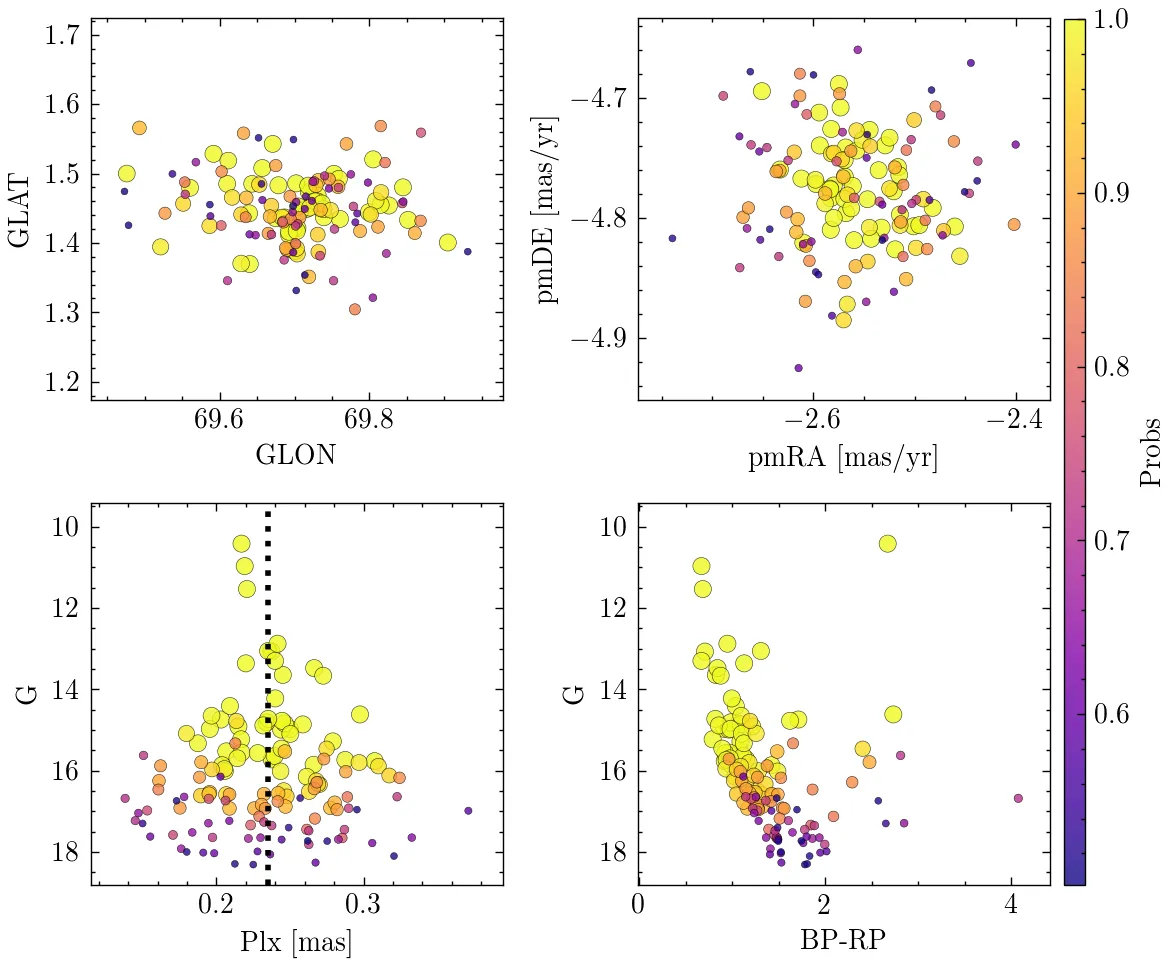 1.7
1.6
1.5
1.4
1.3
1.2
GLAT
69.6 69.8
GLON
−4.7
−4.8
−4.9
pmDE [mas/yr]
−2.6 −2.4
pmRA [mas/yr]
1.0
0.9
0.8
0.7
0.6
Probs
10
12
14
16
18
G
0.2 0.3
Plx [mas]
10
12
14
16
18
G
0 2 4
BP-RP